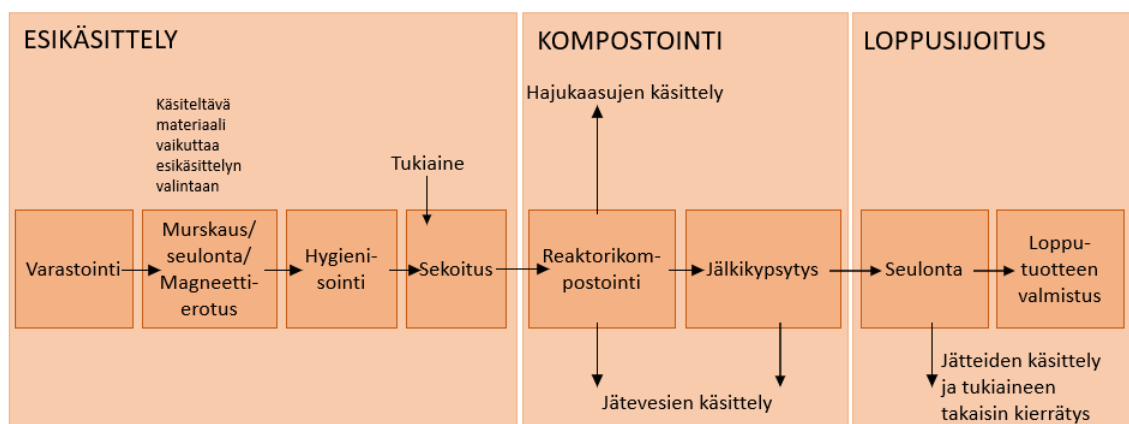 ESIKÄSITTELY
Käsiteltävä
materiaali
vaikuttaa
esikäsittelyn
valintaan
Tukiaine
Varastointi
Murskaus/
seulonta/
Magneetti-
erotus
Hygieni-
sointi
Sekoitus
KOMPOSTOINTI
Hajukaasujen käsittely
Reaktorikom-
postointi
Jälkikypsytys
Jätevesien käsittely
LOPPUSIJOITUS
Seulonta
Loppu-
tuotteen
valmistus
Jätteiden käsittely
ja tukiaineen
takaisin kierrätys